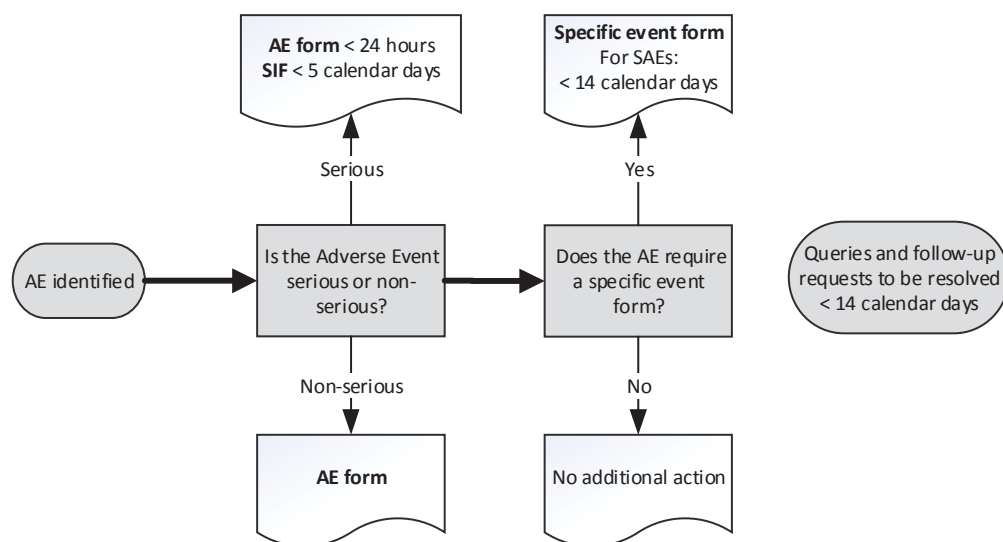 AE form < 24 hours
SIF < 5 calendar days
Specific event form
For SAEs:
< 14 calendar days
Serious
Yes
AE identified
Is the Adverse Event
serious or non-
serious?
Does the AE require
a specific event
form?
Queries and follow-up
requests to be resolved
< 14 calendar days
Non-serious
No
AE form
No additional action